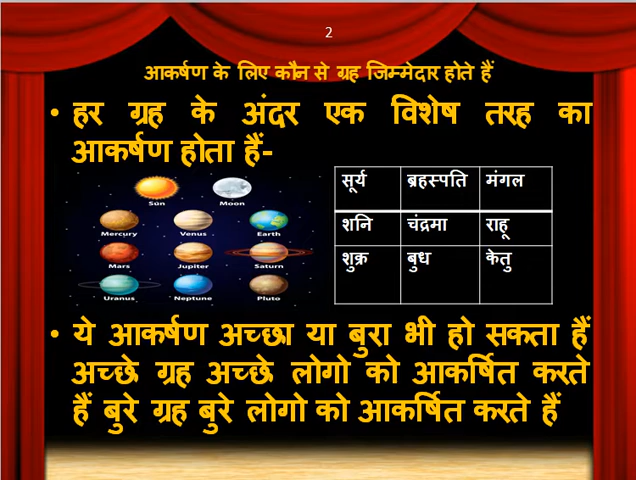 2
आकर्षण के लिए कौन से ग्रह जिम्मेदार होते हैं
• हर ग्रह के अंदर एक विशेष तरह का
आकर्षण होता हैं-
Sun Moon
Mercury Venus Earth
Mars Jupiter Saturn
Uranus Neptune Pluto
सूर्य ब्रहस्पति मंगल
शनि चंद्रमा राहू
शुक्र बुध केतु
• ये आकर्षण अच्छा या बुरा भी हो सकता हैं
अच्छे ग्रह अच्छे लोगो को आकर्षित करते
हैं बुरे ग्रह बुरे लोगो को आकर्षित करते हैं